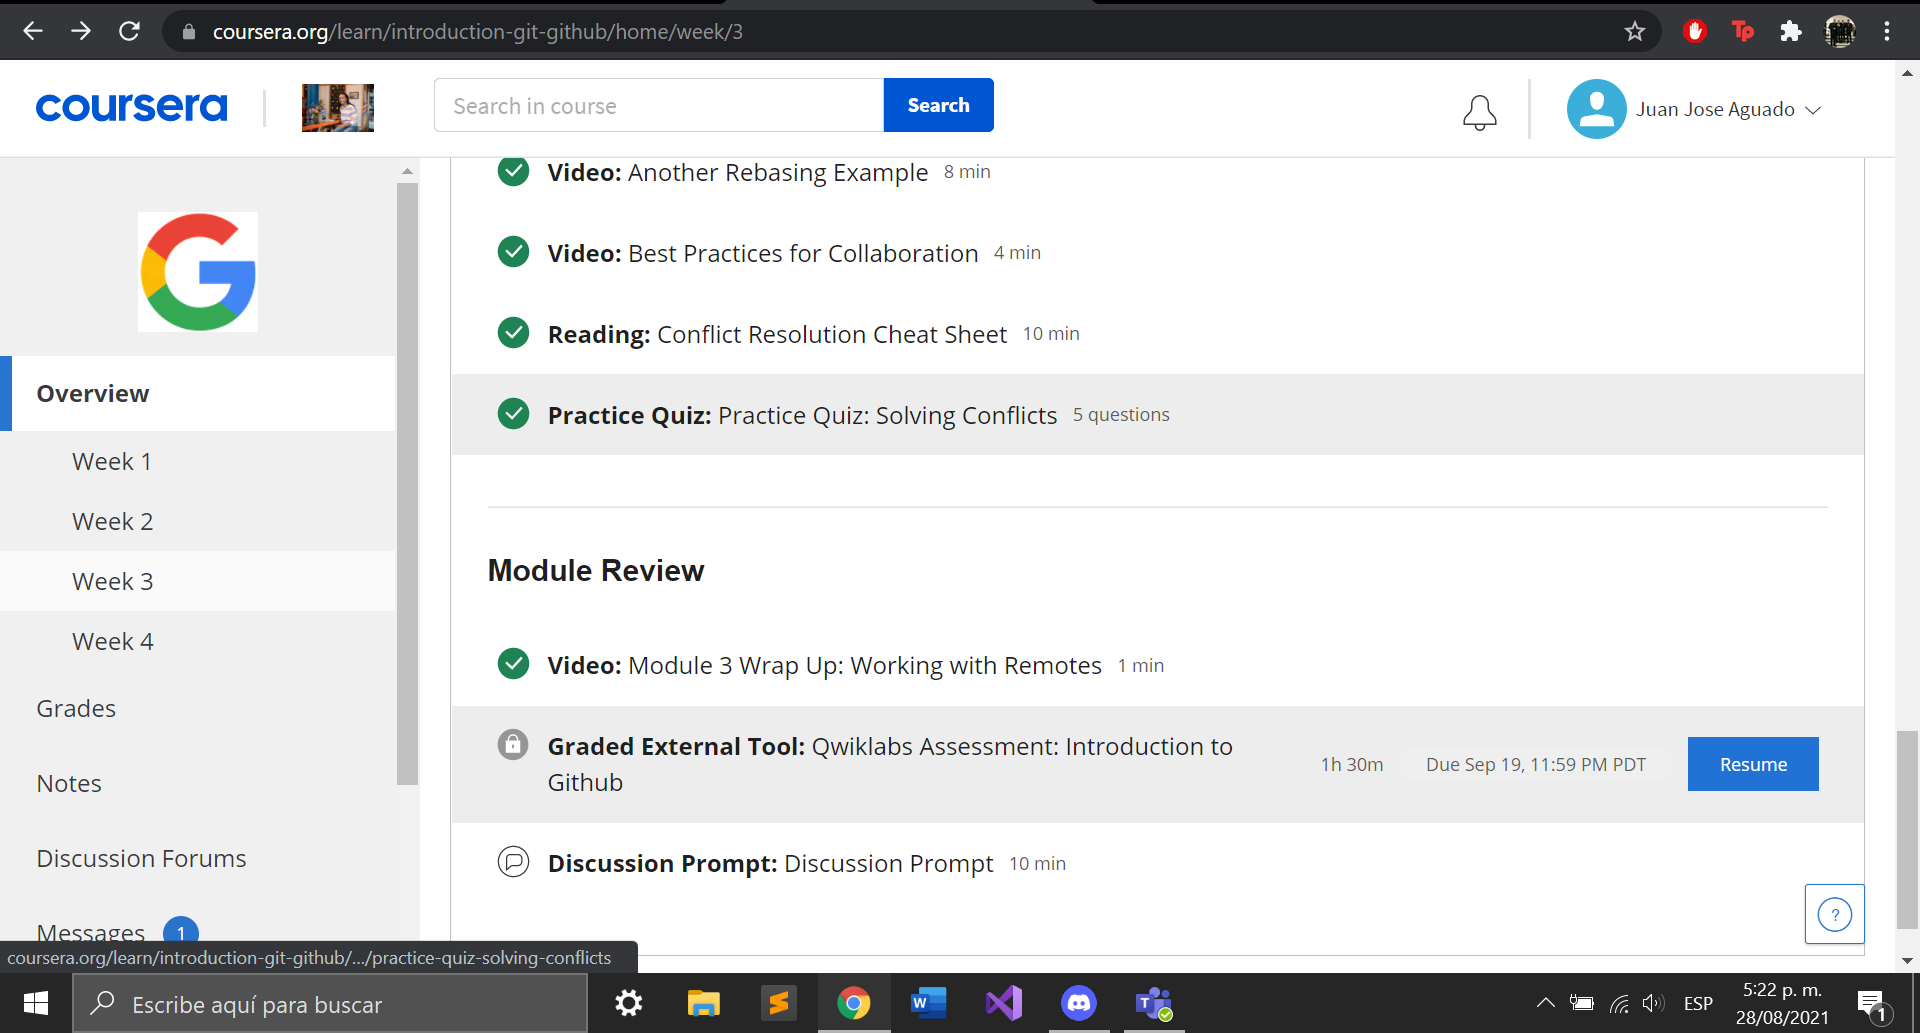 coursera.org/learn/introduction-git-github/home/week/3
Tp
coursera
Search in course
Search
Juan Jose Aguado
Video: Another Rebasing Example 8 min
Video: Best Practices for Collaboration 4 min
Reading: Conflict Resolution Cheat Sheet 10 min
Practice Quiz: Practice Quiz: Solving Conflicts 5 questions
Overview
Week 1
Week 2
Week 3
Week 4
Grades
Notes
Discussion Forums
Messages 1
Module Review
Video: Module 3 Wrap Up: Working with Remotes 1 min
Graded External Tool: Qwiklabs Assessment: Introduction to
Github
1h 30m
Due Sep 19, 11:59 PM PDT
Resume
Discussion Prompt: Discussion Prompt 10 min
?
coursera.org/learn/introduction-git-github/.../practice-quiz-solving-conflicts
Escribe aquí para buscar
ESP
5:22 p. m.
28/08/2021
1